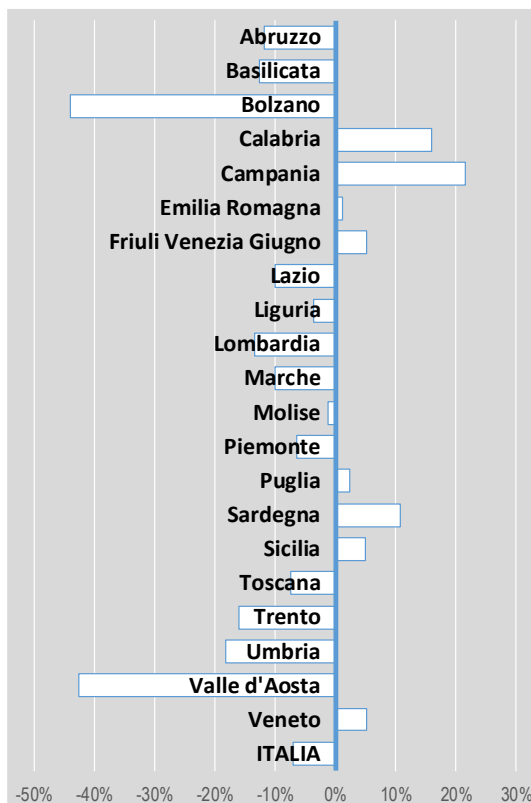 Abruzzo
Basilicata
Bolzano
Calabria
Campania
Emilia Romagna
Friuli Venezia Giugno
Lazio
Liguria
Lombardia
Marche
Molise
Piemonte
Puglia
Sardegna
Sicilia
Toscana
Trento
Umbria
Valle d'Aosta
Veneto
ITALIA
-50% -40% -30% -20% -10% 0% 10% 20% 30%